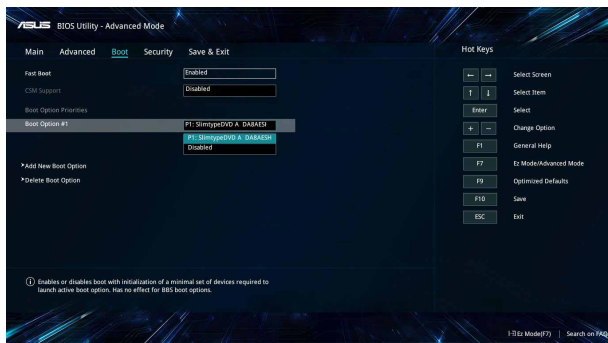 ASUS BIOS Utility - Advanced Mode
Main Advanced Boot Security Save & Exit
Hot Keys
Fast Boot Enabled
← → Select Screen
CSM Support Disabled
↑ ↓ Select Item
Boot Option Priorities
Enter Select
Boot Option #1 P1: SlimtypeDVD A DA8AESH
+ − Change Option
P1: SlimtypeDVD A DA8AESH
Disabled
F1 General Help
Add New Boot Option
F7 Ez Mode/Advanced Mode
Delete Boot Option
F9 Optimized Defaults
F10 Save
ESC Exit
Enables or disables boot with initialization of a minimal set of devices required to
launch active boot option. Has no effect for BBS boot options.
Ez Mode(F7) | Search on FAQ